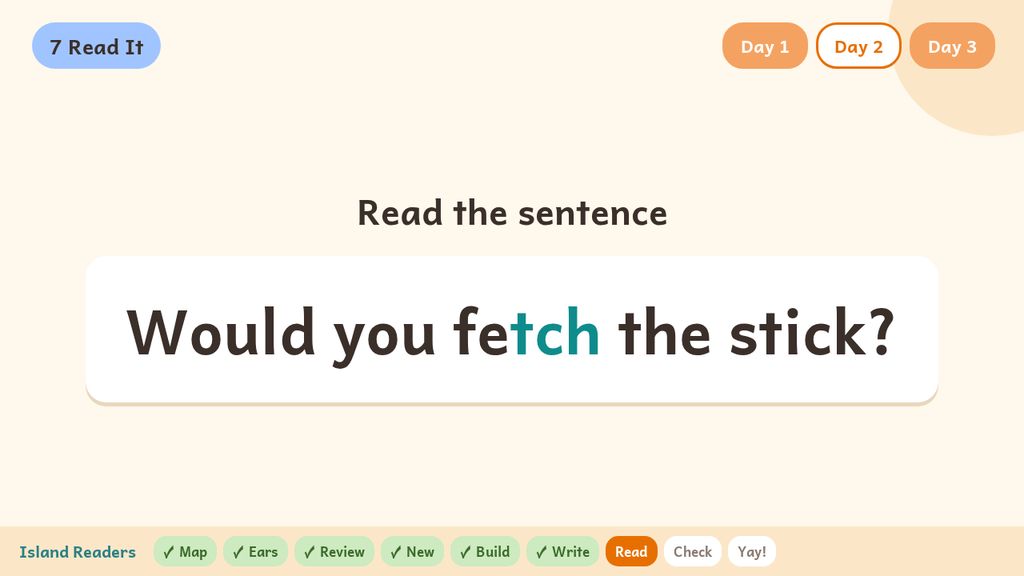 7 Read It
Day 1 Day 2 Day 3
Read the sentence
Would you fetch the stick?
Island Readers ✓ Map ✓ Ears ✓ Review ✓ New ✓ Build ✓ Write Read Check Yay!